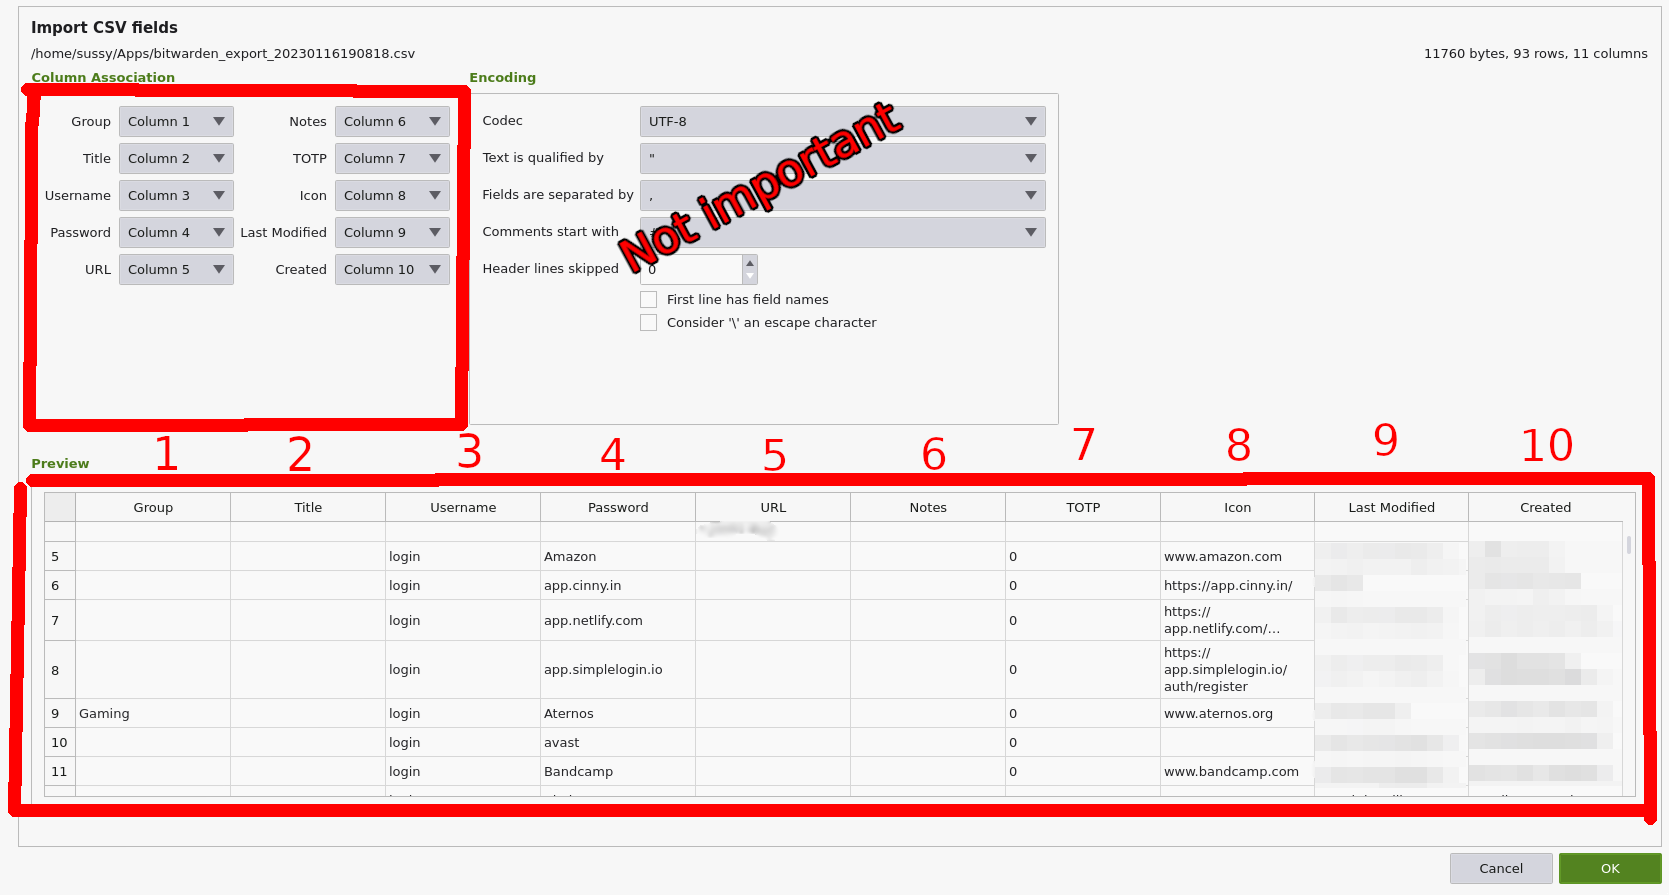 Import CSV fields
/home/sussy/Apps/bitwarden_export_20230116190818.csv
11760 bytes, 93 rows, 11 columns
Column Association
Encoding
Group Column 1 Notes Column 6
Title Column 2 TOTP Column 7
Username Column 3 Icon Column 8
Password Column 4 Last Modified Column 9
URL Column 5 Created Column 10
Codec UTF-8
Text is qualified by "
Fields are separated by ,
Comments start with
Header lines skipped 0
First line has field names
Consider '\' an escape character
Not important
1 2 3 4 5 6 7 8 9 10
Preview
Group Title Username Password URL Notes TOTP Icon Last Modified Created
5 login Amazon 0 www.amazon.com
6 login app.cinny.in 0 https://app.cinny.in/
7 login app.netlify.com 0 https://
app.netlify.com/...
8 login app.simplelogin.io 0 https://
app.simplelogin.io/
auth/register
9 Gaming login Aternos 0 www.aternos.org
10 login avast 0
11 login Bandcamp 0 www.bandcamp.com
Cancel OK